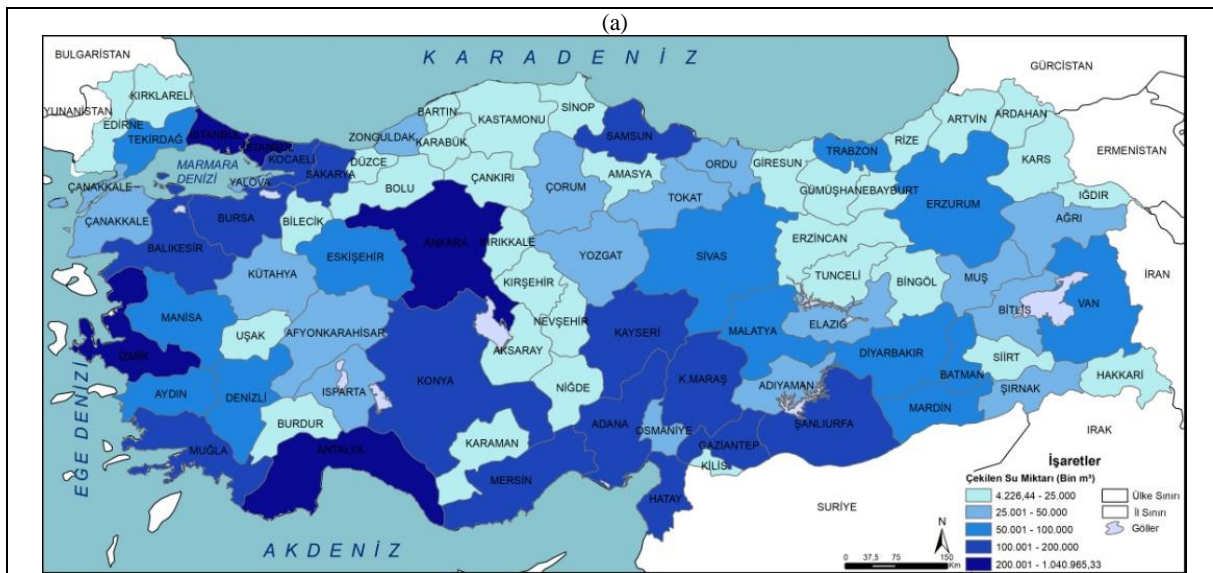 (a)
KARADENİZ
BULGARİSTAN
GÜRCİSTAN
YUNANİSTAN
KIRKLARELİ
EDİRNE
TEKİRDAĞ
İSTANBUL
İSTANBUL
KOCAELİ
MARMARA
DENİZİ
YALOVA
SAKARYA
DÜZCE
ZONGULDAK
BARTIN
KARABÜK
KASTAMONU
SİNOP
SAMSUN
ORDU
GİRESUN
TRABZON
RİZE
ARTVİN
ARDAHAN
KARS
ERMENİSTAN
IĞDIR
ÇANAKKALE
ÇANAKKALE
BALIKESİR
BURSA
BİLECİK
BOLU
ÇANKIRI
ÇORUM
AMASYA
TOKAT
GÜMÜŞHANE
BAYBURT
ERZURUM
AĞRI
İRAN
KÜTAHYA
ESKİŞEHİR
ANKARA
KIRIKKALE
YOZGAT
SİVAS
ERZİNCAN
TUNCELİ
BİNGÖL
MUŞ
BİTLİS
VAN
MANİSA
UŞAK
AFYONKARAHİSAR
KIRŞEHİR
NEVŞEHİR
AKSARAY
KAYSERİ
MALATYA
ELAZIĞ
DİYARBAKIR
BATMAN
SİİRT
HAKKARİ
İZMİR
EGE DENİZİ
AYDIN
DENİZLİ
ISPARTA
KONYA
NİĞDE
K.MARAŞ
ADIYAMAN
MARDİN
ŞIRNAK
BURDUR
MUĞLA
ANTALYA
KARAMAN
MERSİN
ADANA
OSMANİYE
GAZİANTEP
KİLİS
ŞANLIURFA
HATAY
IRAK
SURİYE
AKDENİZ
İşaretler
Çekilen Su Miktarı (Bin m³)
4.226,44 - 25.000
25.001 - 50.000
50.001 - 100.000
100.001 - 200.000
200.001 - 1.040.965,33
Ülke Sınırı
İl Sınırı
Göller
N
0 37,5 75 150
Km